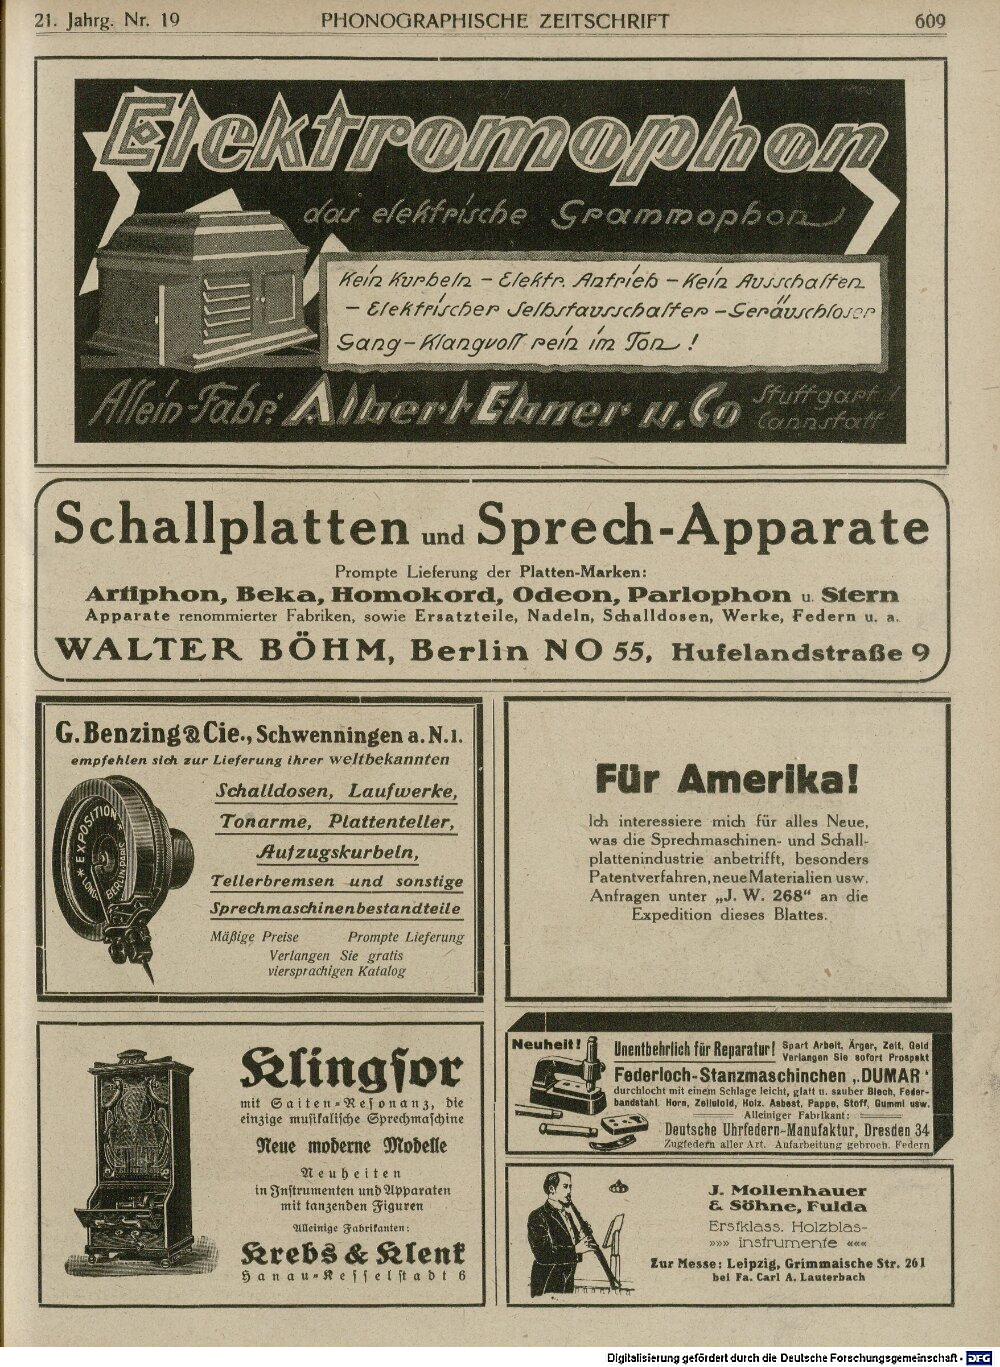 21. Jahrg. Nr. 19 PHONOGRAPHISCHE ZEITSCHRIFT 609
Elektromophon
das elektrische Grammophon
Kein Kurbeln – Elektr. Antrieb – Kein Ausschalten
– Elektrischer Selbstausschalter – Geräuschloser
Gang – Klangvoll rein im Ton !
Allein-Fabr. Albert Ebner u. Co Stuttgart
Cannstatt
Schallplatten und Sprech-Apparate
Prompte Lieferung der Platten-Marken:
Artiphon, Beka, Homokord, Odeon, Parlophon u. Stern
Apparate renommierter Fabriken, sowie Ersatzteile, Nadeln, Schalldosen, Werke, Federn u. a.
WALTER BÖHM, Berlin NO 55, Hufelandstraße 9
G. Benzing & Cie., Schwenningen a. N. 1.
empfehlen sich zur Lieferung ihrer weltbekannten
Schalldosen, Laufwerke,
Tonarme, Plattenteller,
Aufzugskurbeln,
Tellerbremsen und sonstige
Sprechmaschinenbestandteile
Mäßige Preise Prompte Lieferung
Verlangen Sie gratis
viersprachigen Katalog
EXPOSITION
BERLIN-PARIS
Für Amerika!
Ich interessiere mich für alles Neue,
was die Sprechmaschinen- und Schall-
plattenindustrie anbetrifft, besonders
Patentverfahren, neue Materialien usw.
Anfragen unter „J. W. 268“ an die
Expedition dieses Blattes.
Klingsor
mit Saiten-Resonanz, die
einzige musikalische Sprechmaschine
Neue moderne Modelle
Neuheiten
in Instrumenten und Apparaten
mit tanzenden Figuren
Alleinige Fabrikanten:
Krebs & Klenk
Hanau-Kesselstadt 6
Neuheit!
Unentbehrlich für Reparatur! Spart Arbeit, Ärger, Zeit, Geld
Verlangen Sie sofort Prospekt
Federloch-Stanzmaschinchen „DUMAR“
durchlocht mit einem Schlage leicht, glatt u. sauber Blech, Feder-
bandstahl, Horn, Zelluloid, Holz, Asbest, Pappe, Stoff, Gummi usw.
Alleiniger Fabrikant:
Deutsche Uhrfedern-Manufaktur, Dresden 34
Zugfedern aller Art. Aufarbeitung gebroch. Federn
J. Mollenhauer
& Söhne, Fulda
Erstklass. Holzblas-
»»» instrumente «««
Zur Messe: Leipzig, Grimmaische Str. 261
bei Fa. Carl A. Lauterbach
Digitalisierung gefördert durch die Deutsche Forschungsgemeinschaft - DFG